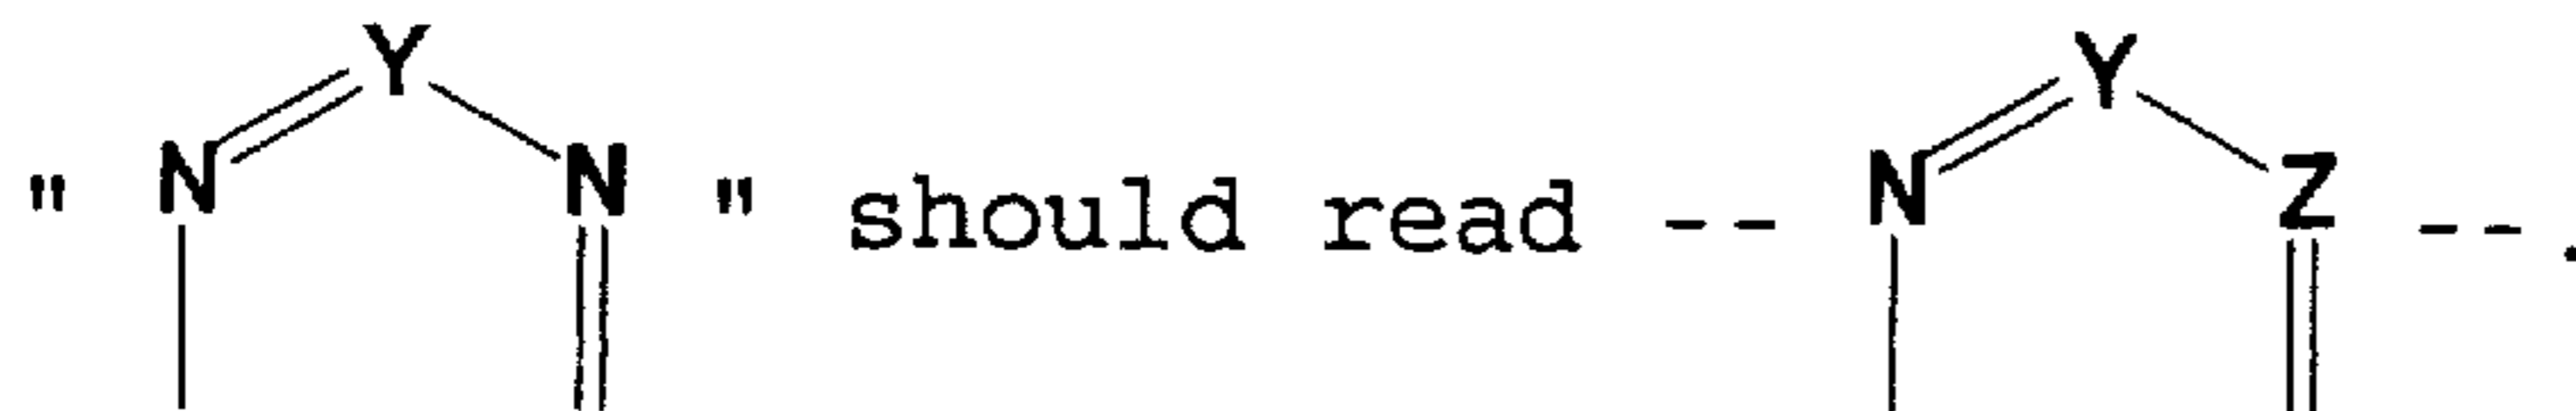 Y Y
" N N " should read -- N Z --.